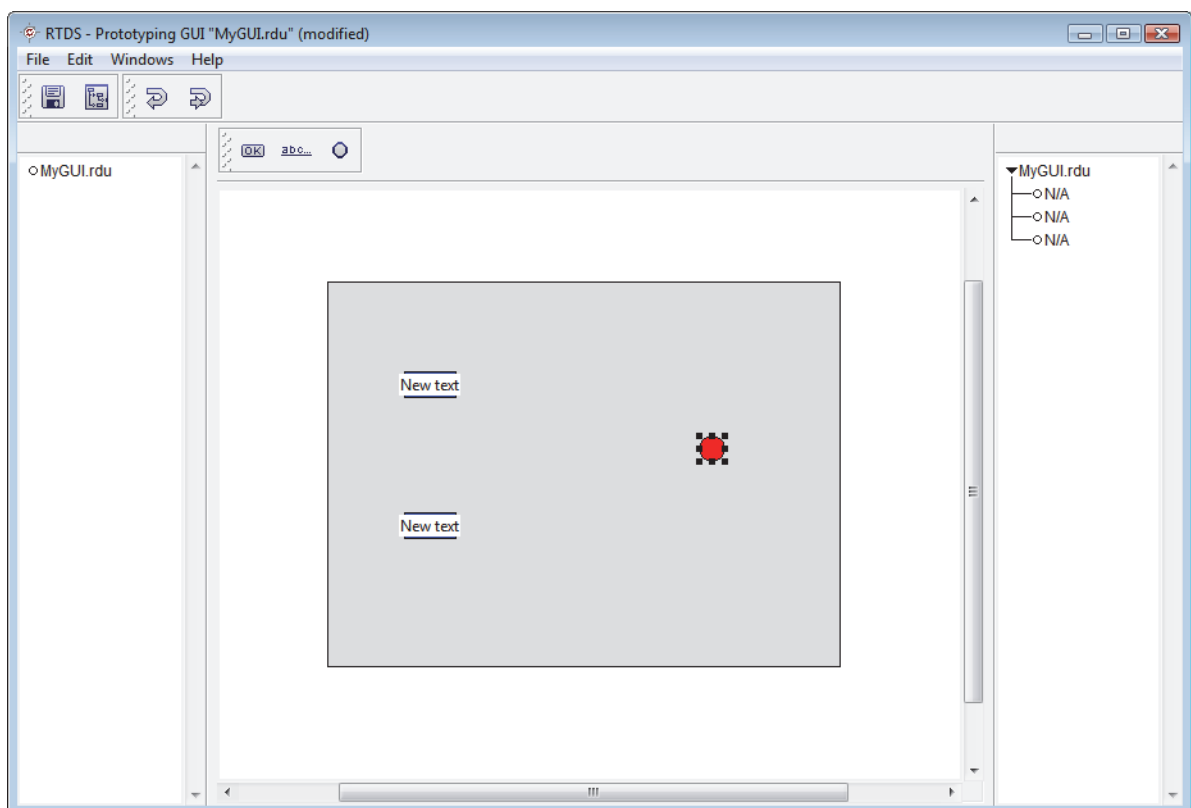 RTDS - Prototyping GUI "MyGUI.rdu" (modified)
File Edit Windows Help
OK abc...
MyGUI.rdu
MyGUI.rdu
N/A
N/A
N/A
New text
New text